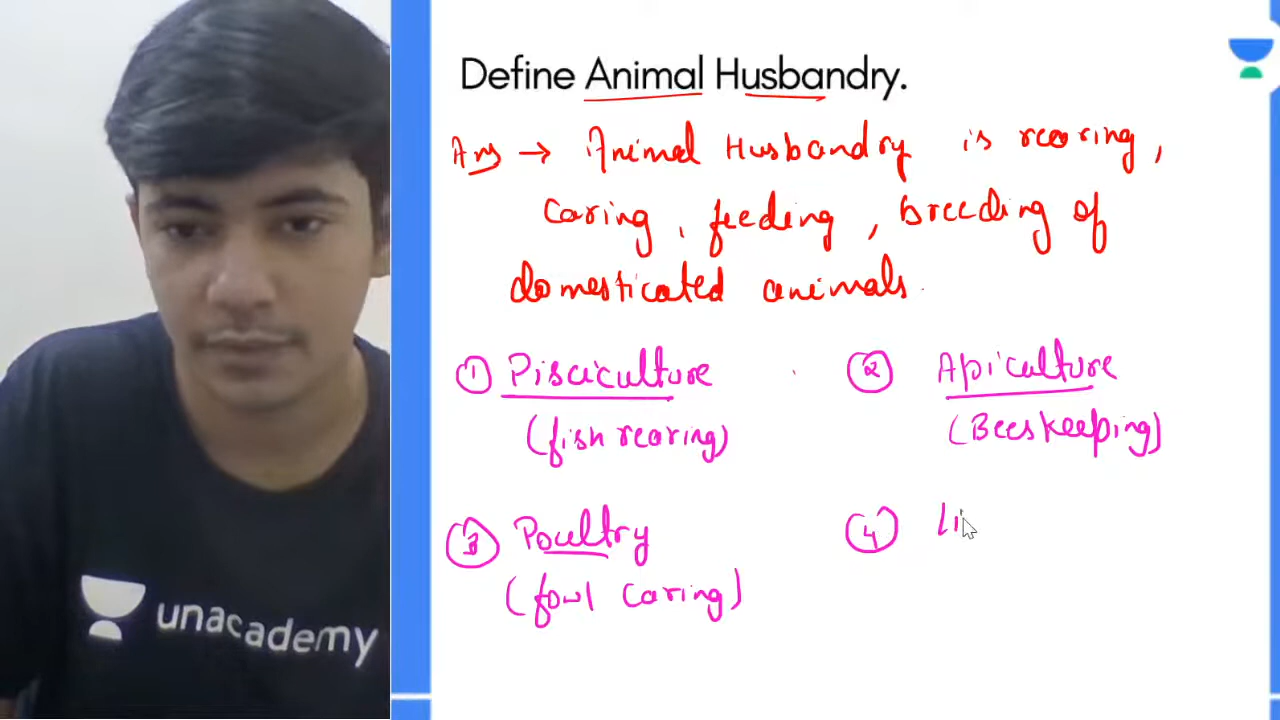 Define Animal Husbandry.
Ans → Animal Husbandry is rearing,
caring, feeding, breeding of
domesticated animals.
① Pisciculture
(fish rearing)
② Apiculture
(Beeskeeping)
③ Poultry
(fowl caring)
④ Li
unacademy